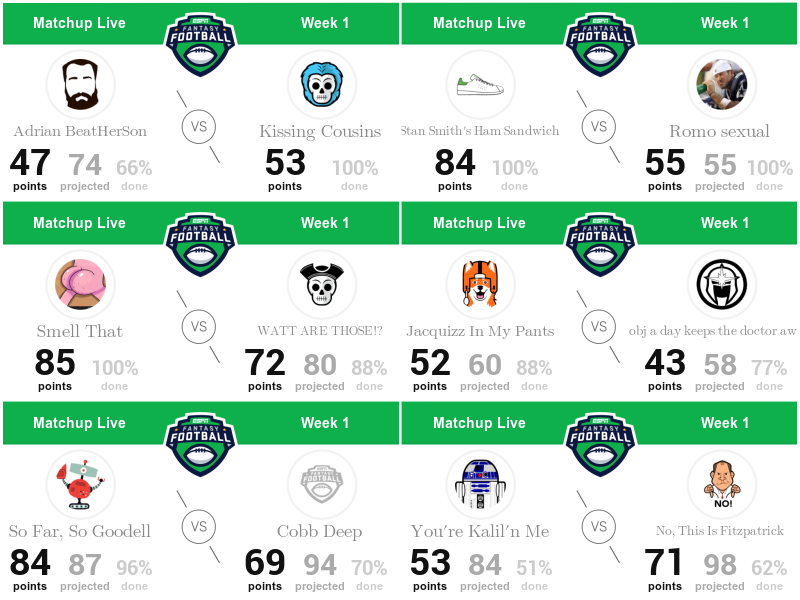 Matchup Live
ESPN
FANTASY
FOOTBALL
Week 1
Adrian BeatHerSon
VS
Kissing Cousins
47 74 66%
points projected done
53 100%
points done
Matchup Live
ESPN
FANTASY
FOOTBALL
Week 1
Stan Smith's Ham Sandwich
VS
Romo sexual
84 100%
points done
55 55 100%
points projected done
Matchup Live
ESPN
FANTASY
FOOTBALL
Week 1
Smell That
VS
WATT ARE THOSE!?
85 100%
points done
72 80 88%
points projected done
Matchup Live
ESPN
FANTASY
FOOTBALL
Week 1
Jacquizz In My Pants
VS
obj a day keeps the doctor aw
52 60 88%
points projected done
43 58 77%
points projected done
Matchup Live
ESPN
FANTASY
FOOTBALL
Week 1
So Far, So Goodell
VS
FANTASY
FOOTBALL
Cobb Deep
84 87 96%
points projected done
69 94 70%
points projected done
Matchup Live
ESPN
FANTASY
FOOTBALL
Week 1
You're Kalil'n Me
VS
NO!
No, This Is Fitzpatrick
53 84 51%
points projected done
71 98 62%
points projected done